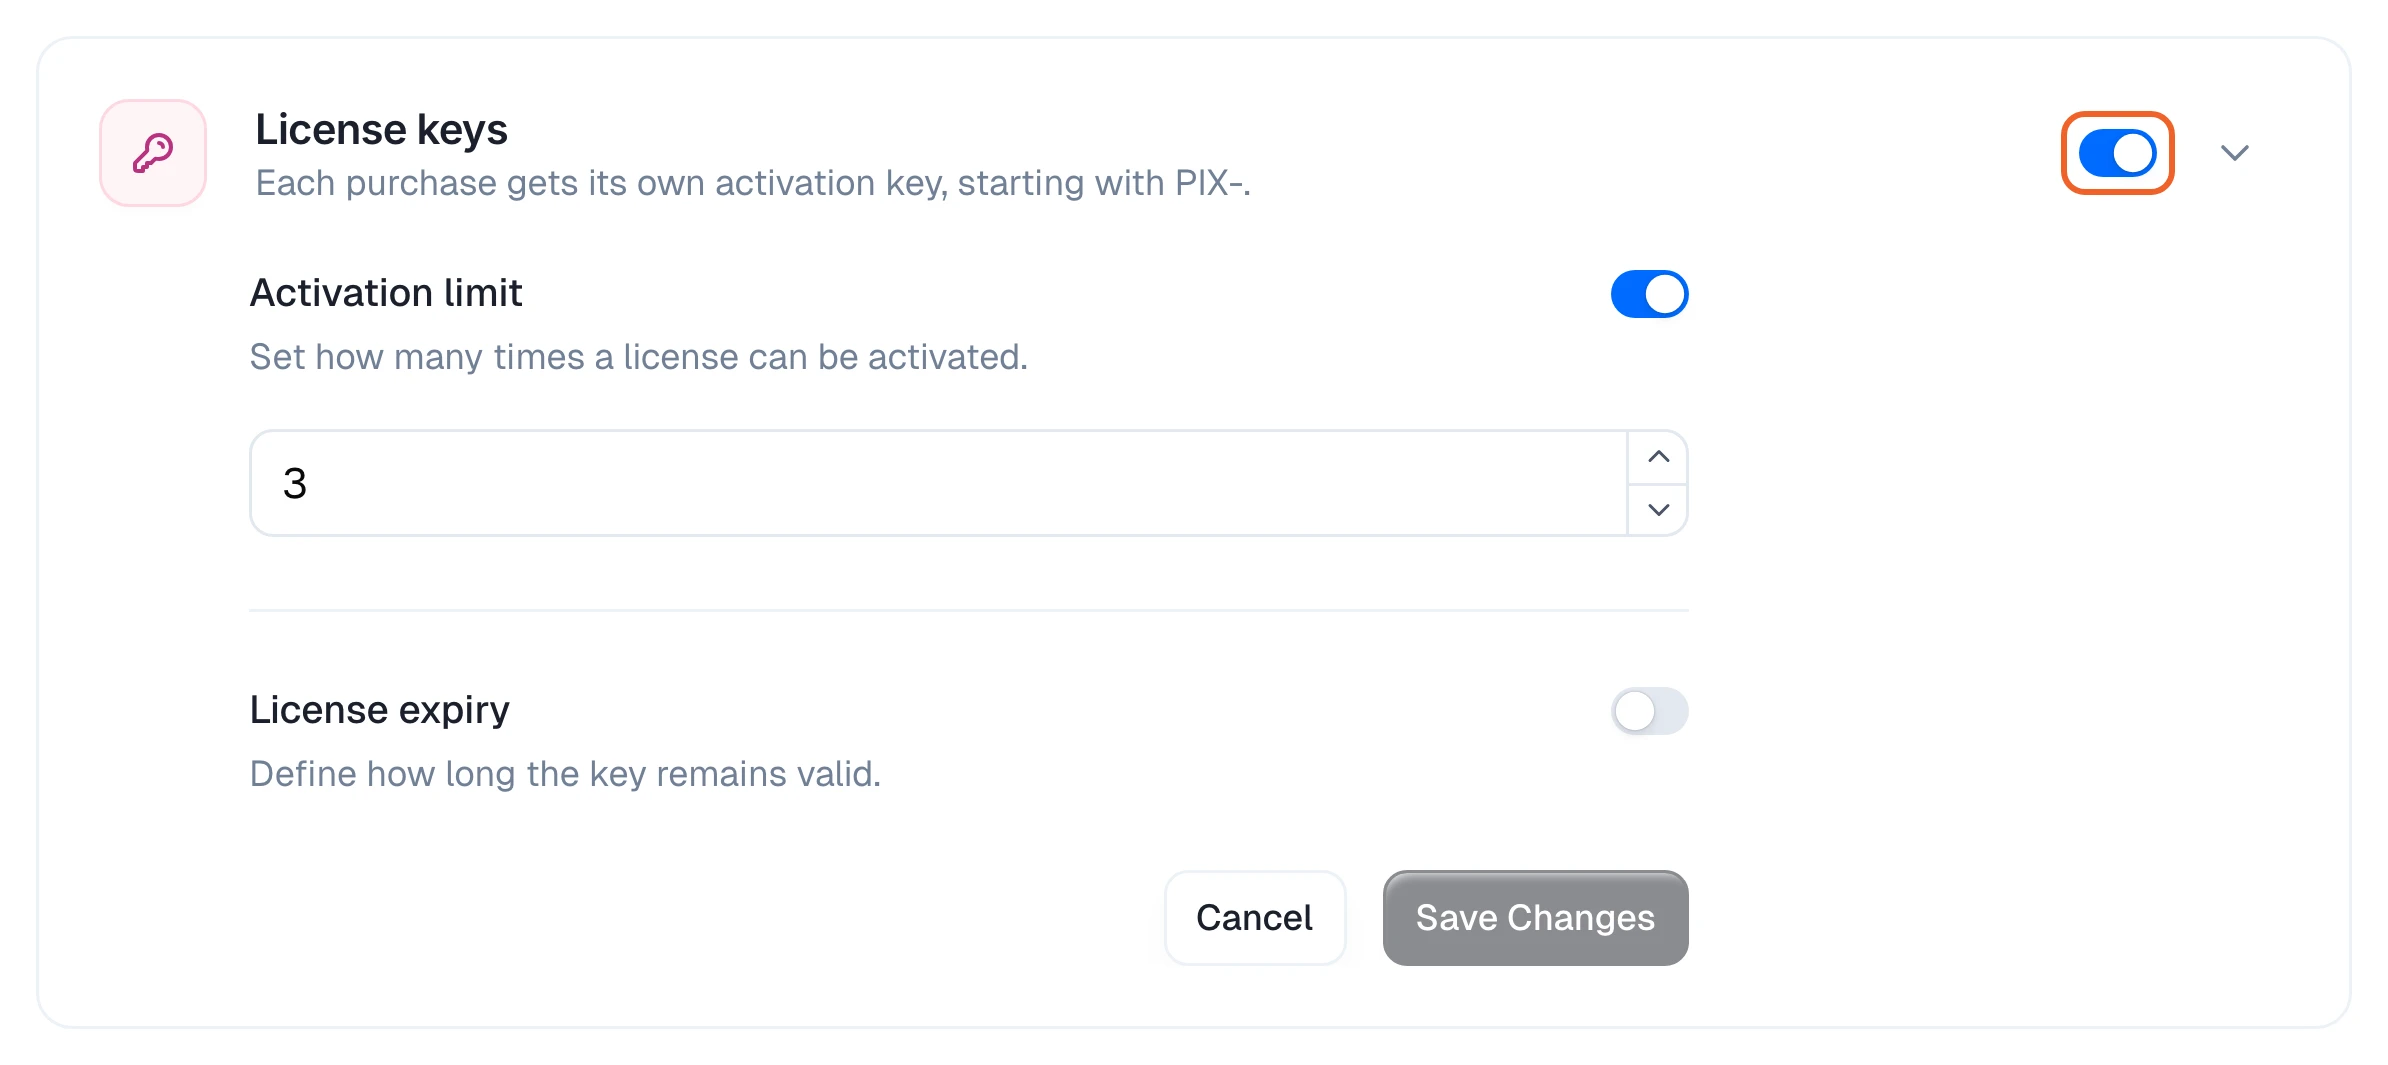 License keys
Each purchase gets its own activation key, starting with PIX-.
Activation limit
Set how many times a license can be activated.
3
License expiry
Define how long the key remains valid.
Cancel
Save Changes